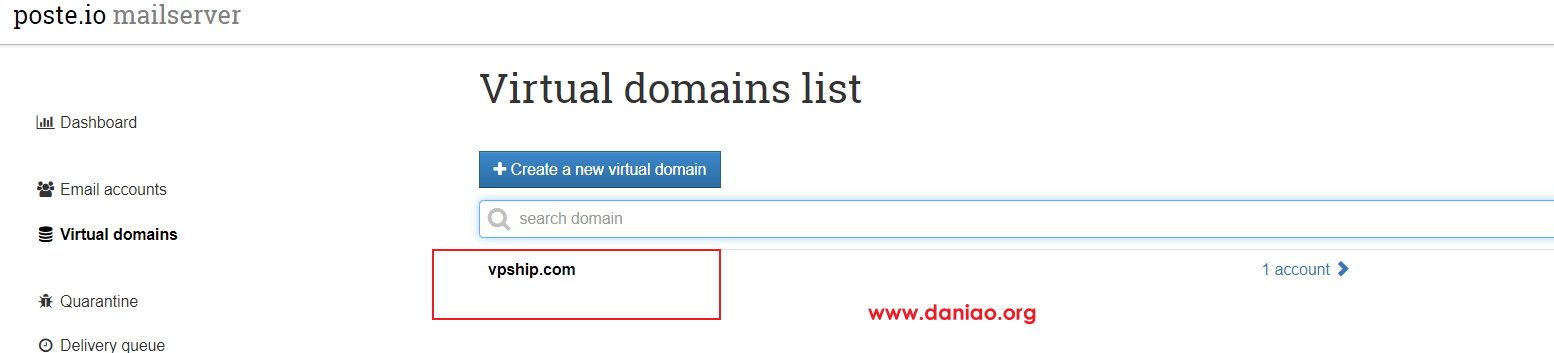 poste.io mailserver
Virtual domains list
Dashboard
Create a new virtual domain
Email accounts
search domain
Virtual domains
vpship.com
1 account
Quarantine
www.daniao.org
Delivery queue